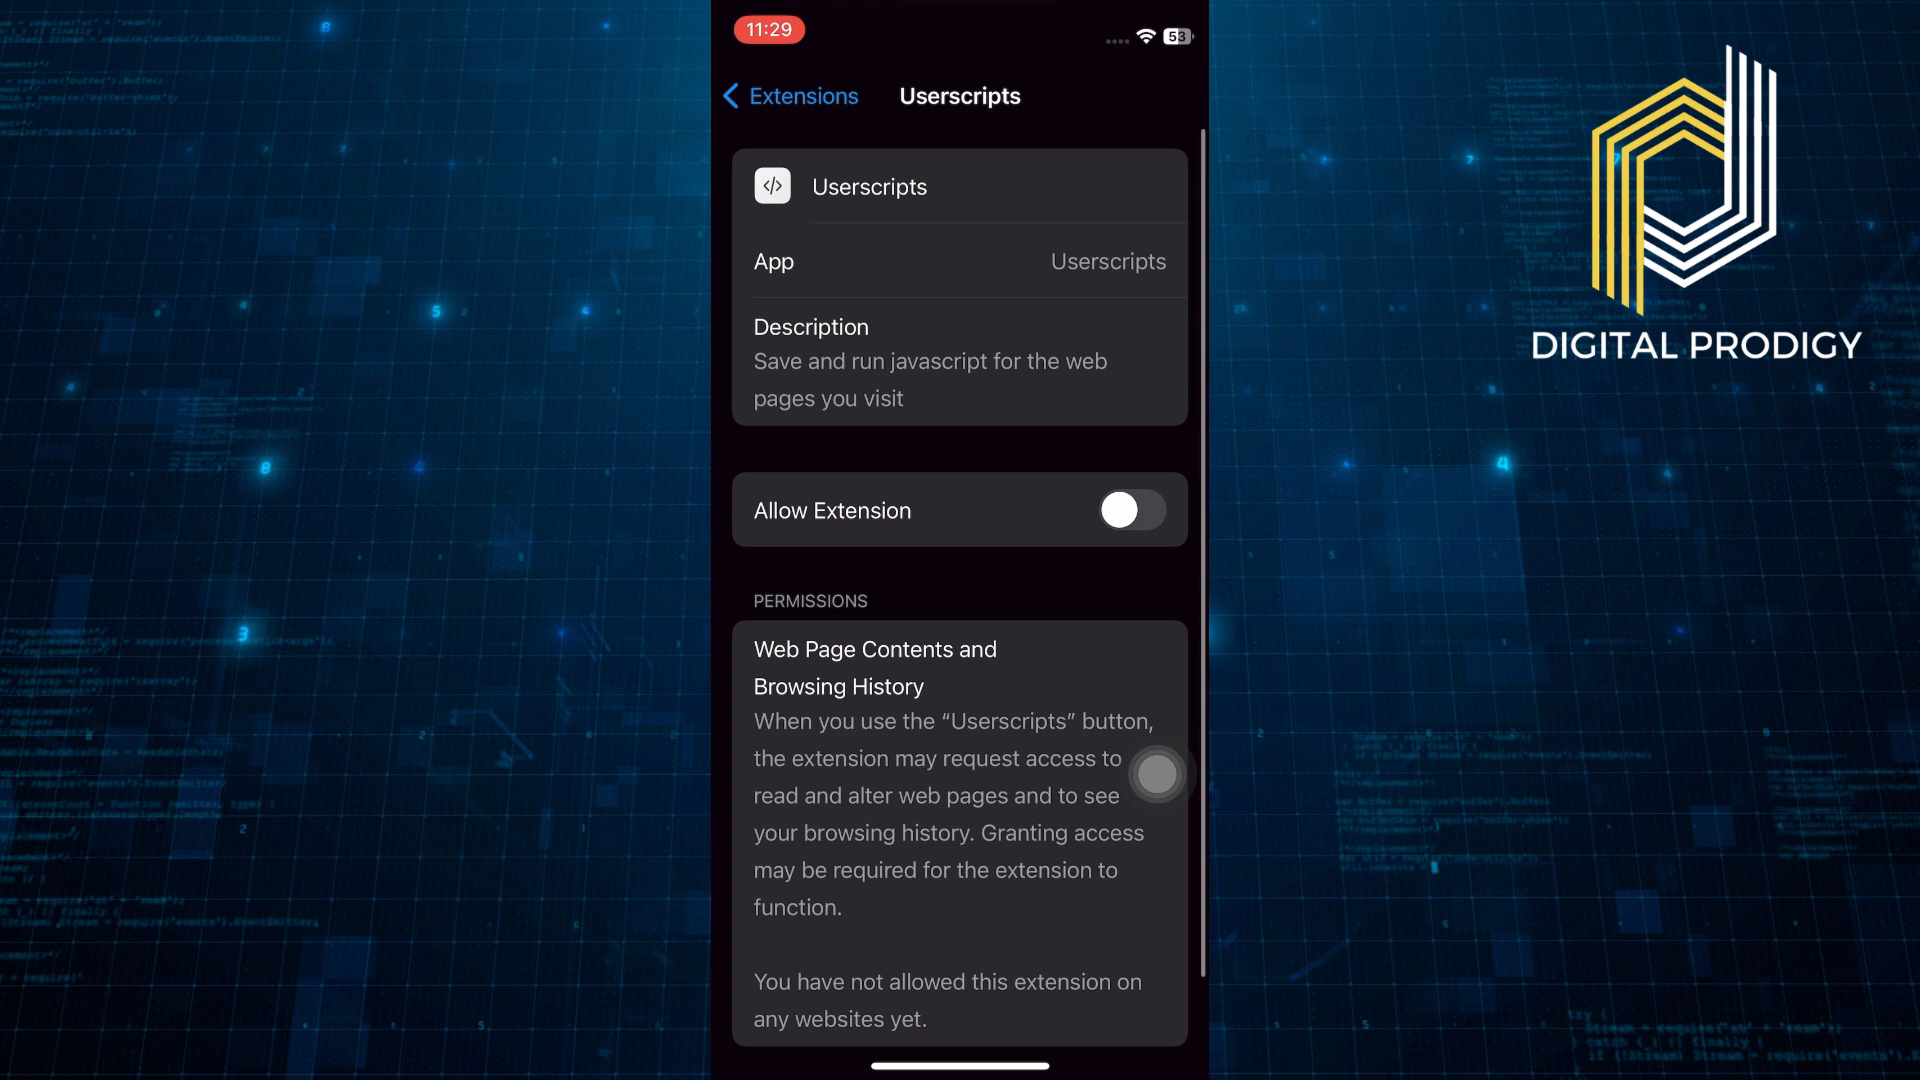 11:29
53
Extensions
Userscripts
</> Userscripts
App
Userscripts
Description
Save and run javascript for the web
pages you visit
Allow Extension
PERMISSIONS
Web Page Contents and
Browsing History
When you use the “Userscripts” button,
the extension may request access to
read and alter web pages and to see
your browsing history. Granting access
may be required for the extension to
function.
You have not allowed this extension on
any websites yet.
DIGITAL PRODIGY